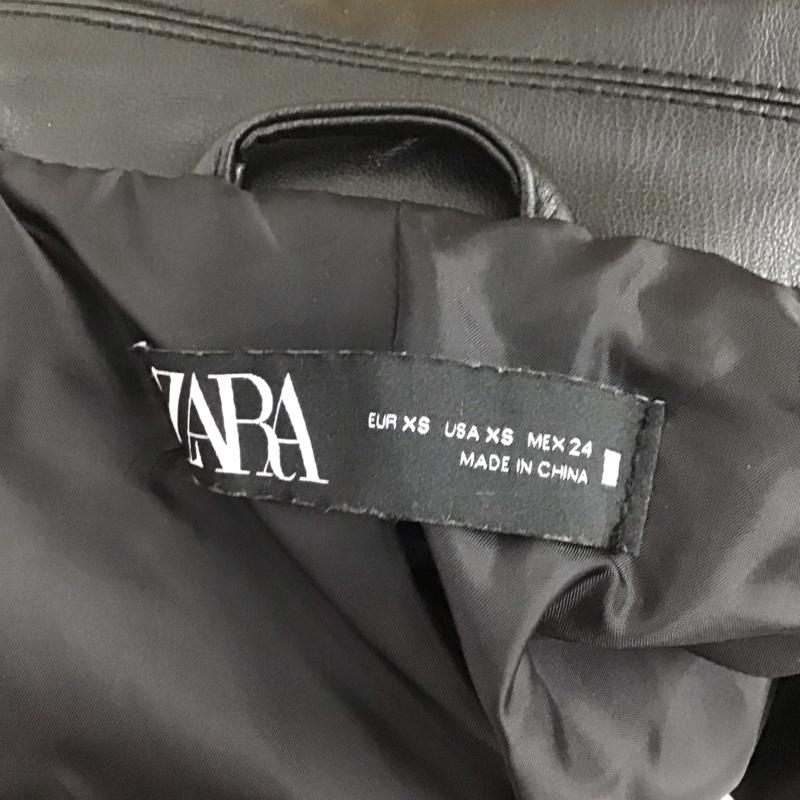 ZARA
EUR XS USA XS MEX 24
MADE IN CHINA